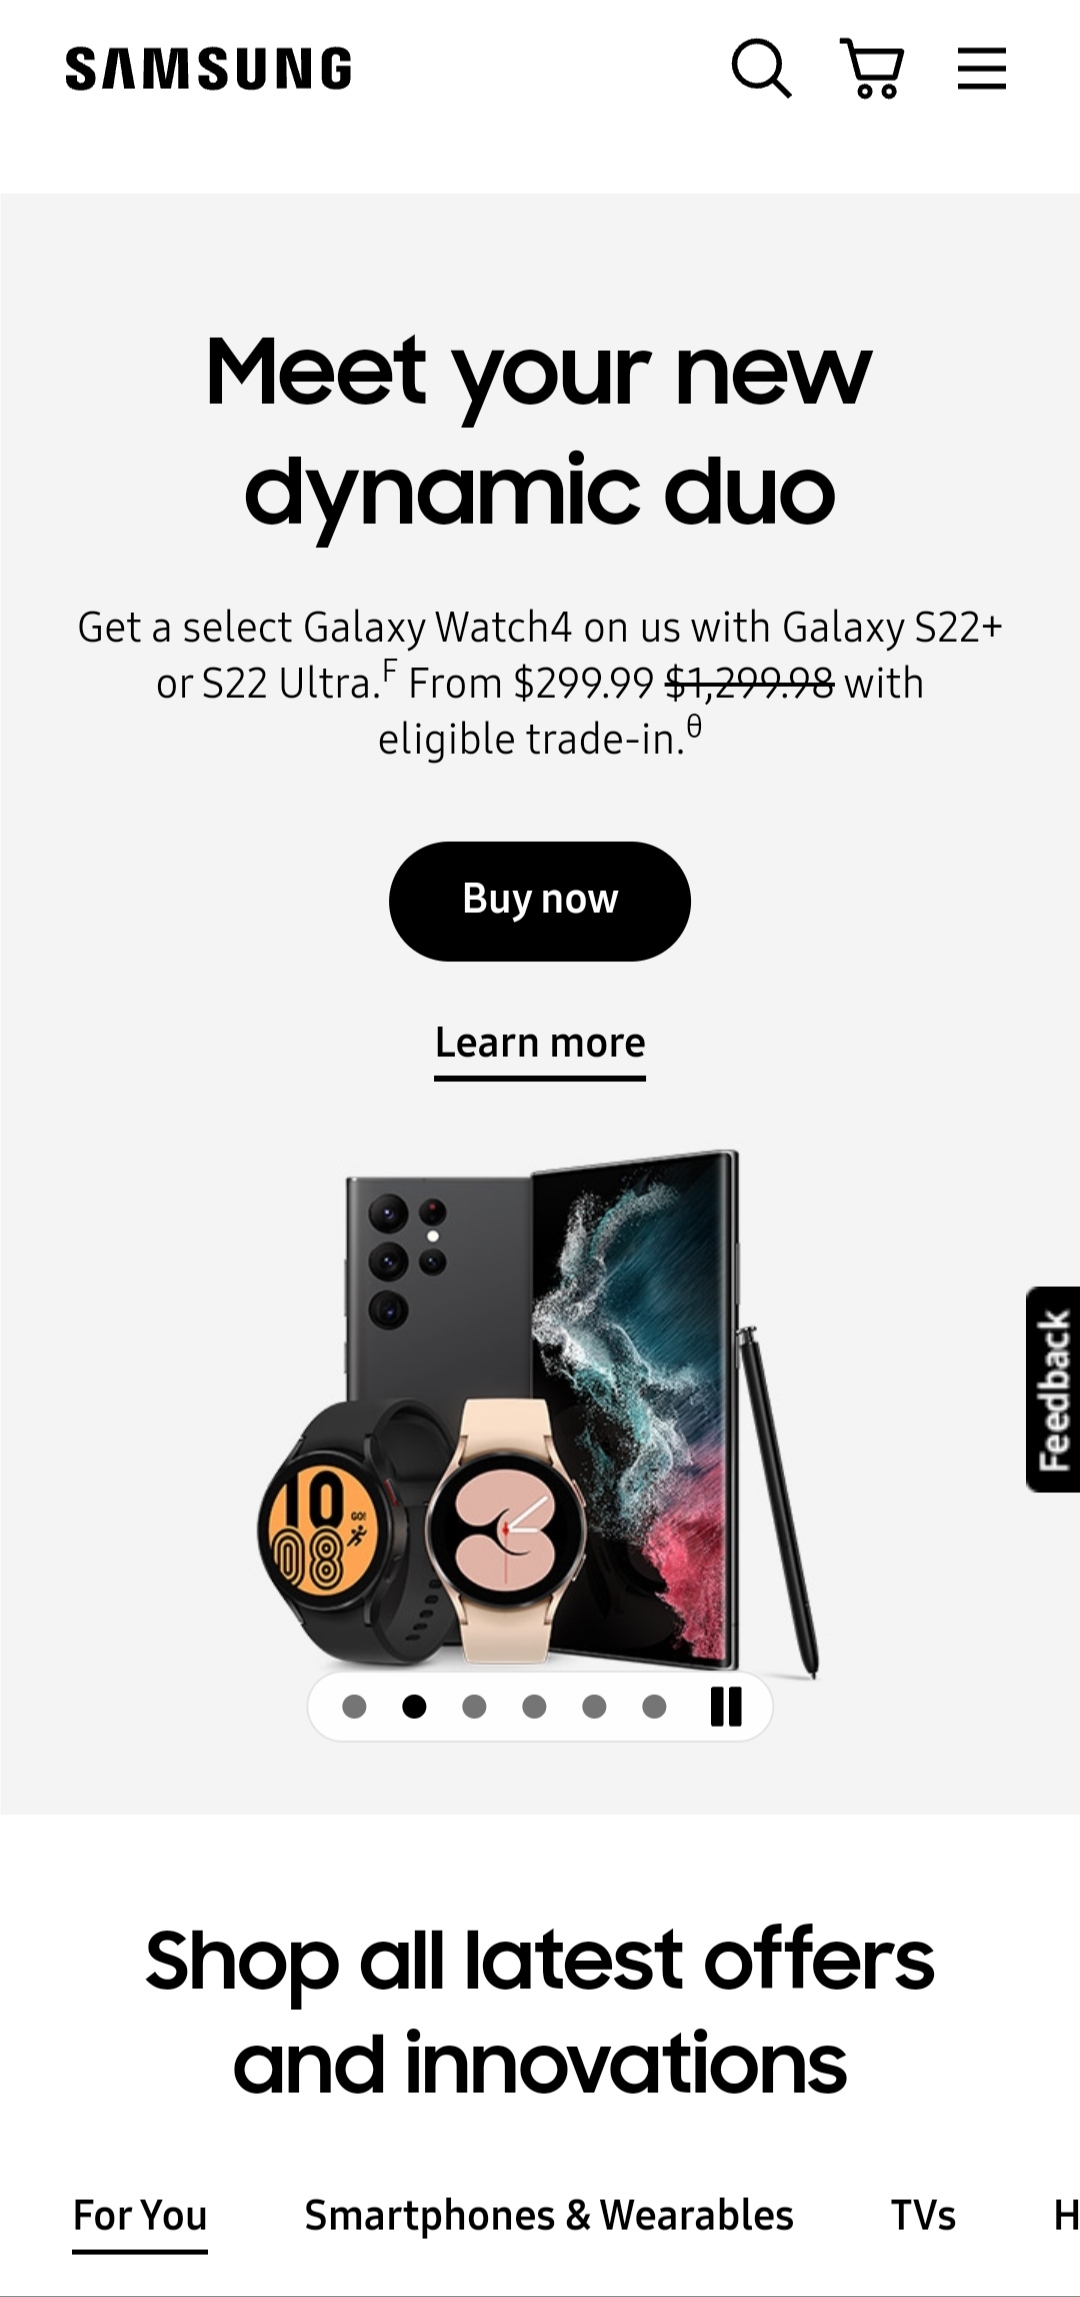 SAMSUNG
Meet your new
dynamic duo
Get a select Galaxy Watch4 on us with Galaxy S22+
or S22 Ultra.F From $299.99 $1,299.98 with
eligible trade-in.θ
Buy now
Learn more
Feedback
10
GO!
08
Shop all latest offers
and innovations
For You Smartphones & Wearables TVs H